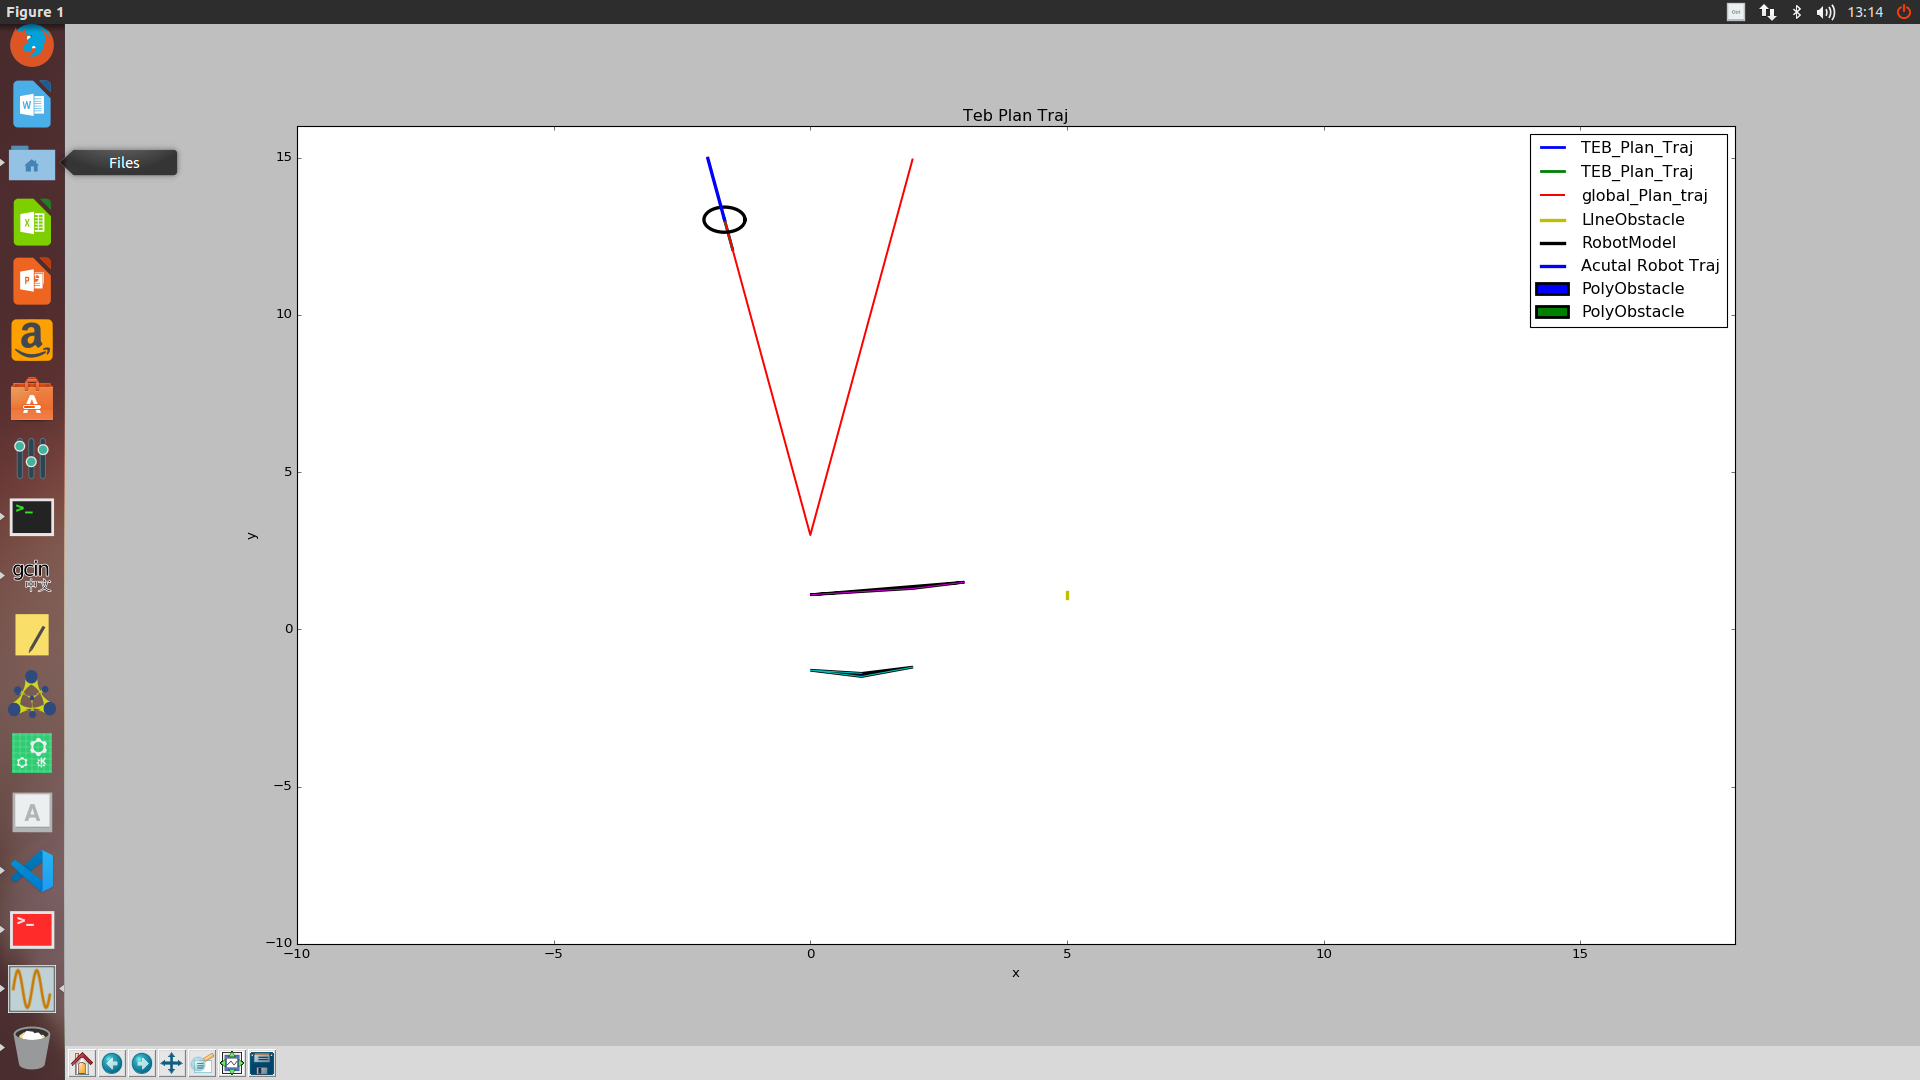 Figure 1
13:14
Files
Teb Plan Traj
TEB_Plan_Traj
TEB_Plan_Traj
global_Plan_traj
LIneObstacle
RobotModel
Acutal Robot Traj
PolyObstacle
PolyObstacle
15
10
5
0
−5
−10
y
−10
−5
0
5
10
15
x
W
X
P
a
A
>_
gcin
中文
A
>_